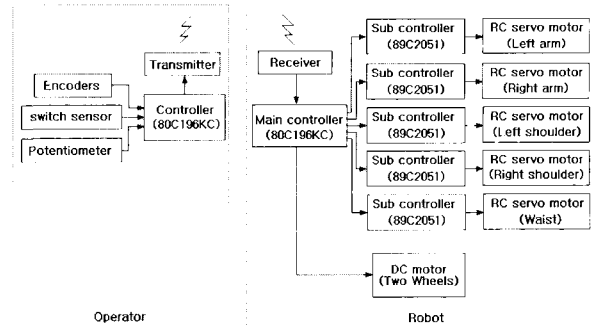 Transmitter
Encoders
switch sensor
Potentiometer
Controller
(80C196KC)
Operator
Receiver
Main controller
(80C196KC)
Sub controller
(89C2051)
RC servo motor
(Left arm)
Sub controller
(89C2051)
RC servo motor
(Right arm)
Sub controller
(89C2051)
RC servo motor
(Left shoulder)
Sub controller
(89C2051)
RC servo motor
(Right shoulder)
Sub controller
(89C2051)
RC servo motor
(Waist)
DC motor
(Two Wheels)
Robot